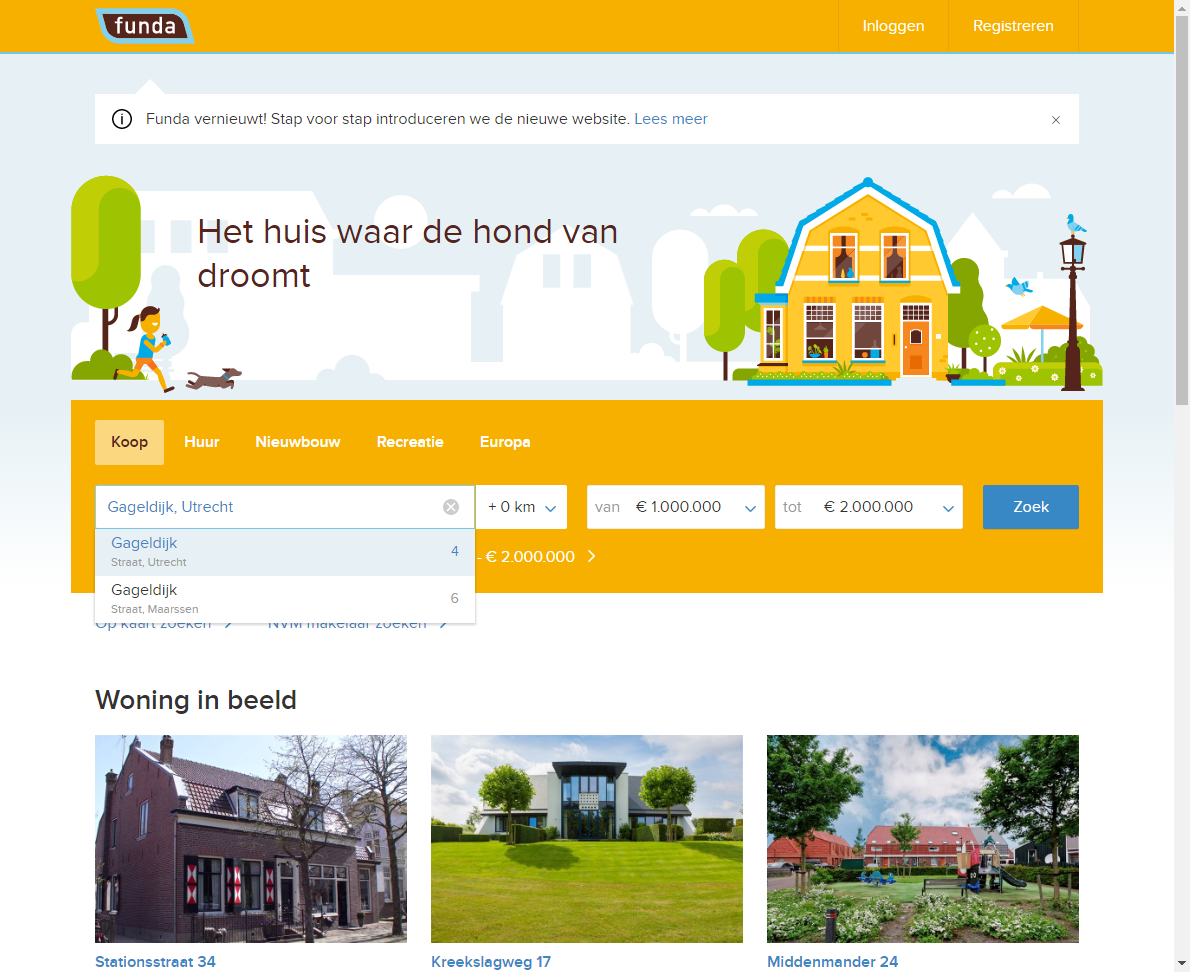 funda
Inloggen
Registreren
Funda vernieuwt! Stap voor stap introduceren we de nieuwe website. Lees meer
Het huis waar de hond van
droomt
Koop
Huur
Nieuwbouw
Recreatie
Europa
Gageldijk, Utrecht
+ 0 km
van € 1.000.000
tot € 2.000.000
Zoek
Gageldijk 4
Straat, Utrecht
- € 2.000.000
Gageldijk 6
Straat, Maarssen
Op kaart zoeken
NVM makelaar zoeken
Woning in beeld
Stationsstraat 34
Kreekslagweg 17
Middenmander 24